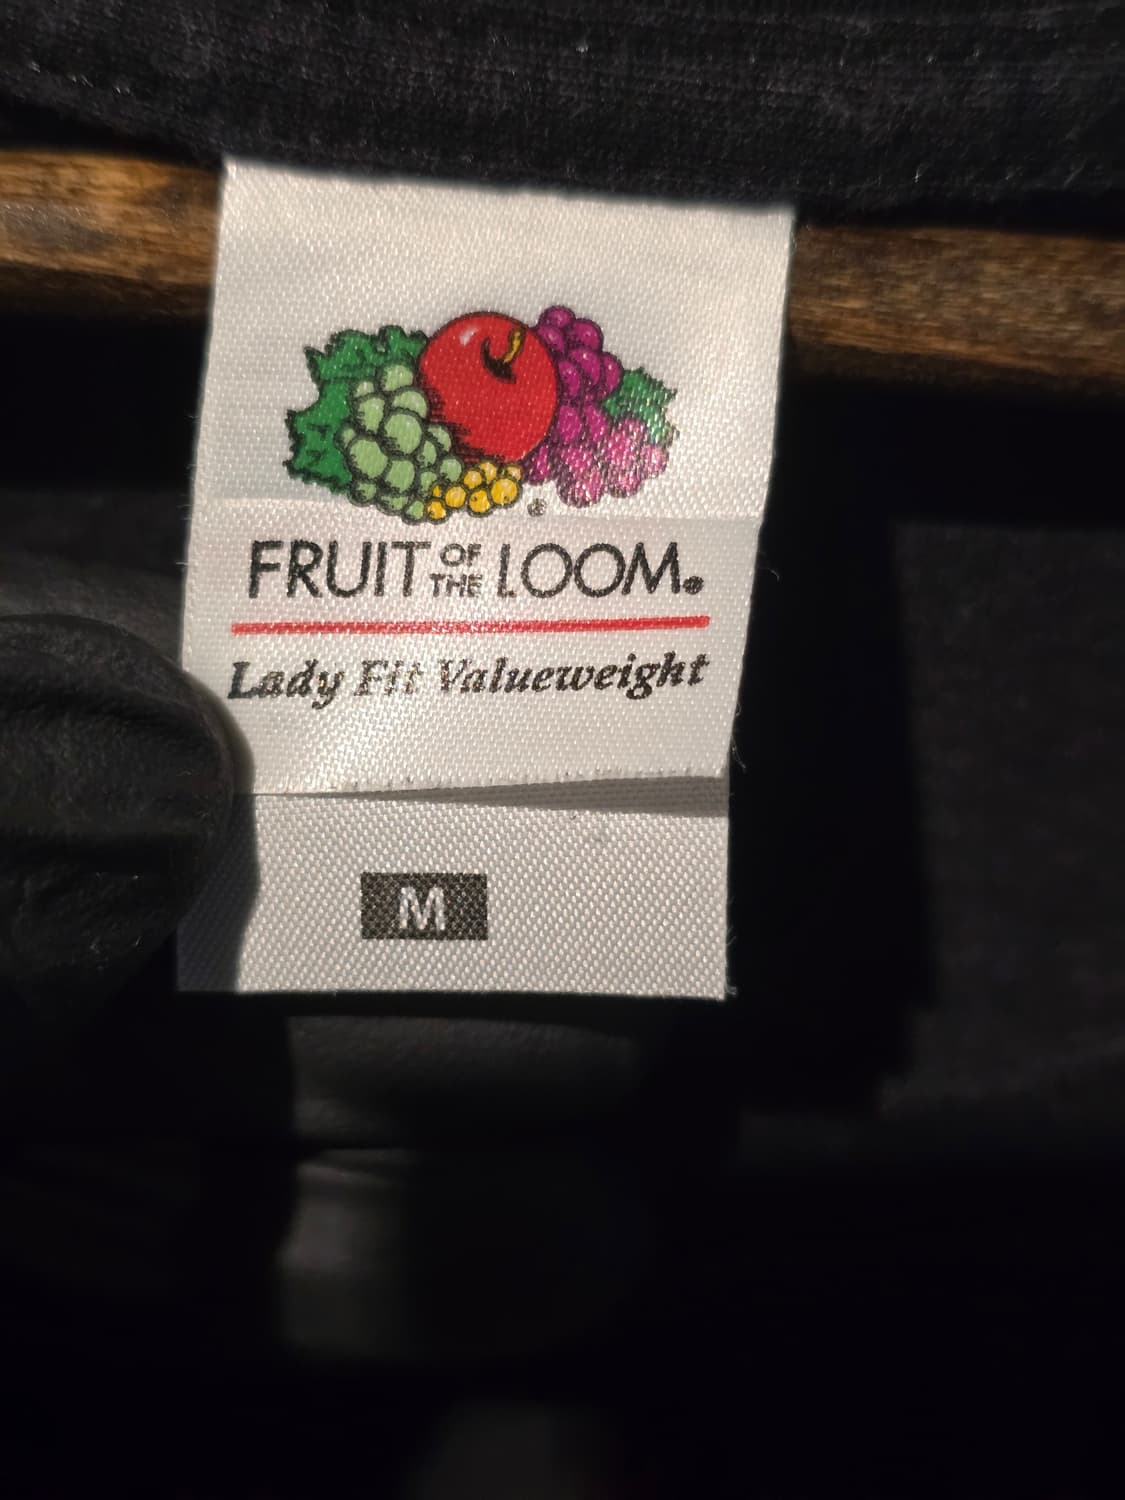 ®
FRUIT OF THE LOOM®
Lady Fit Valueweight
M